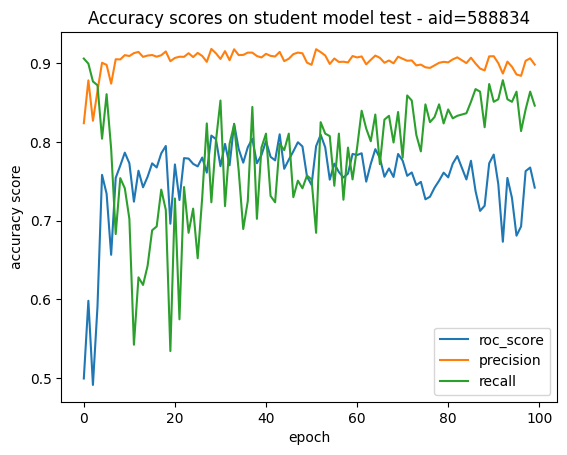 Accuracy scores on student model test - aid=588834
accuracy score
0.9
0.8
0.7
0.6
0.5
0
20
40
60
80
100
epoch
roc_score
precision
recall